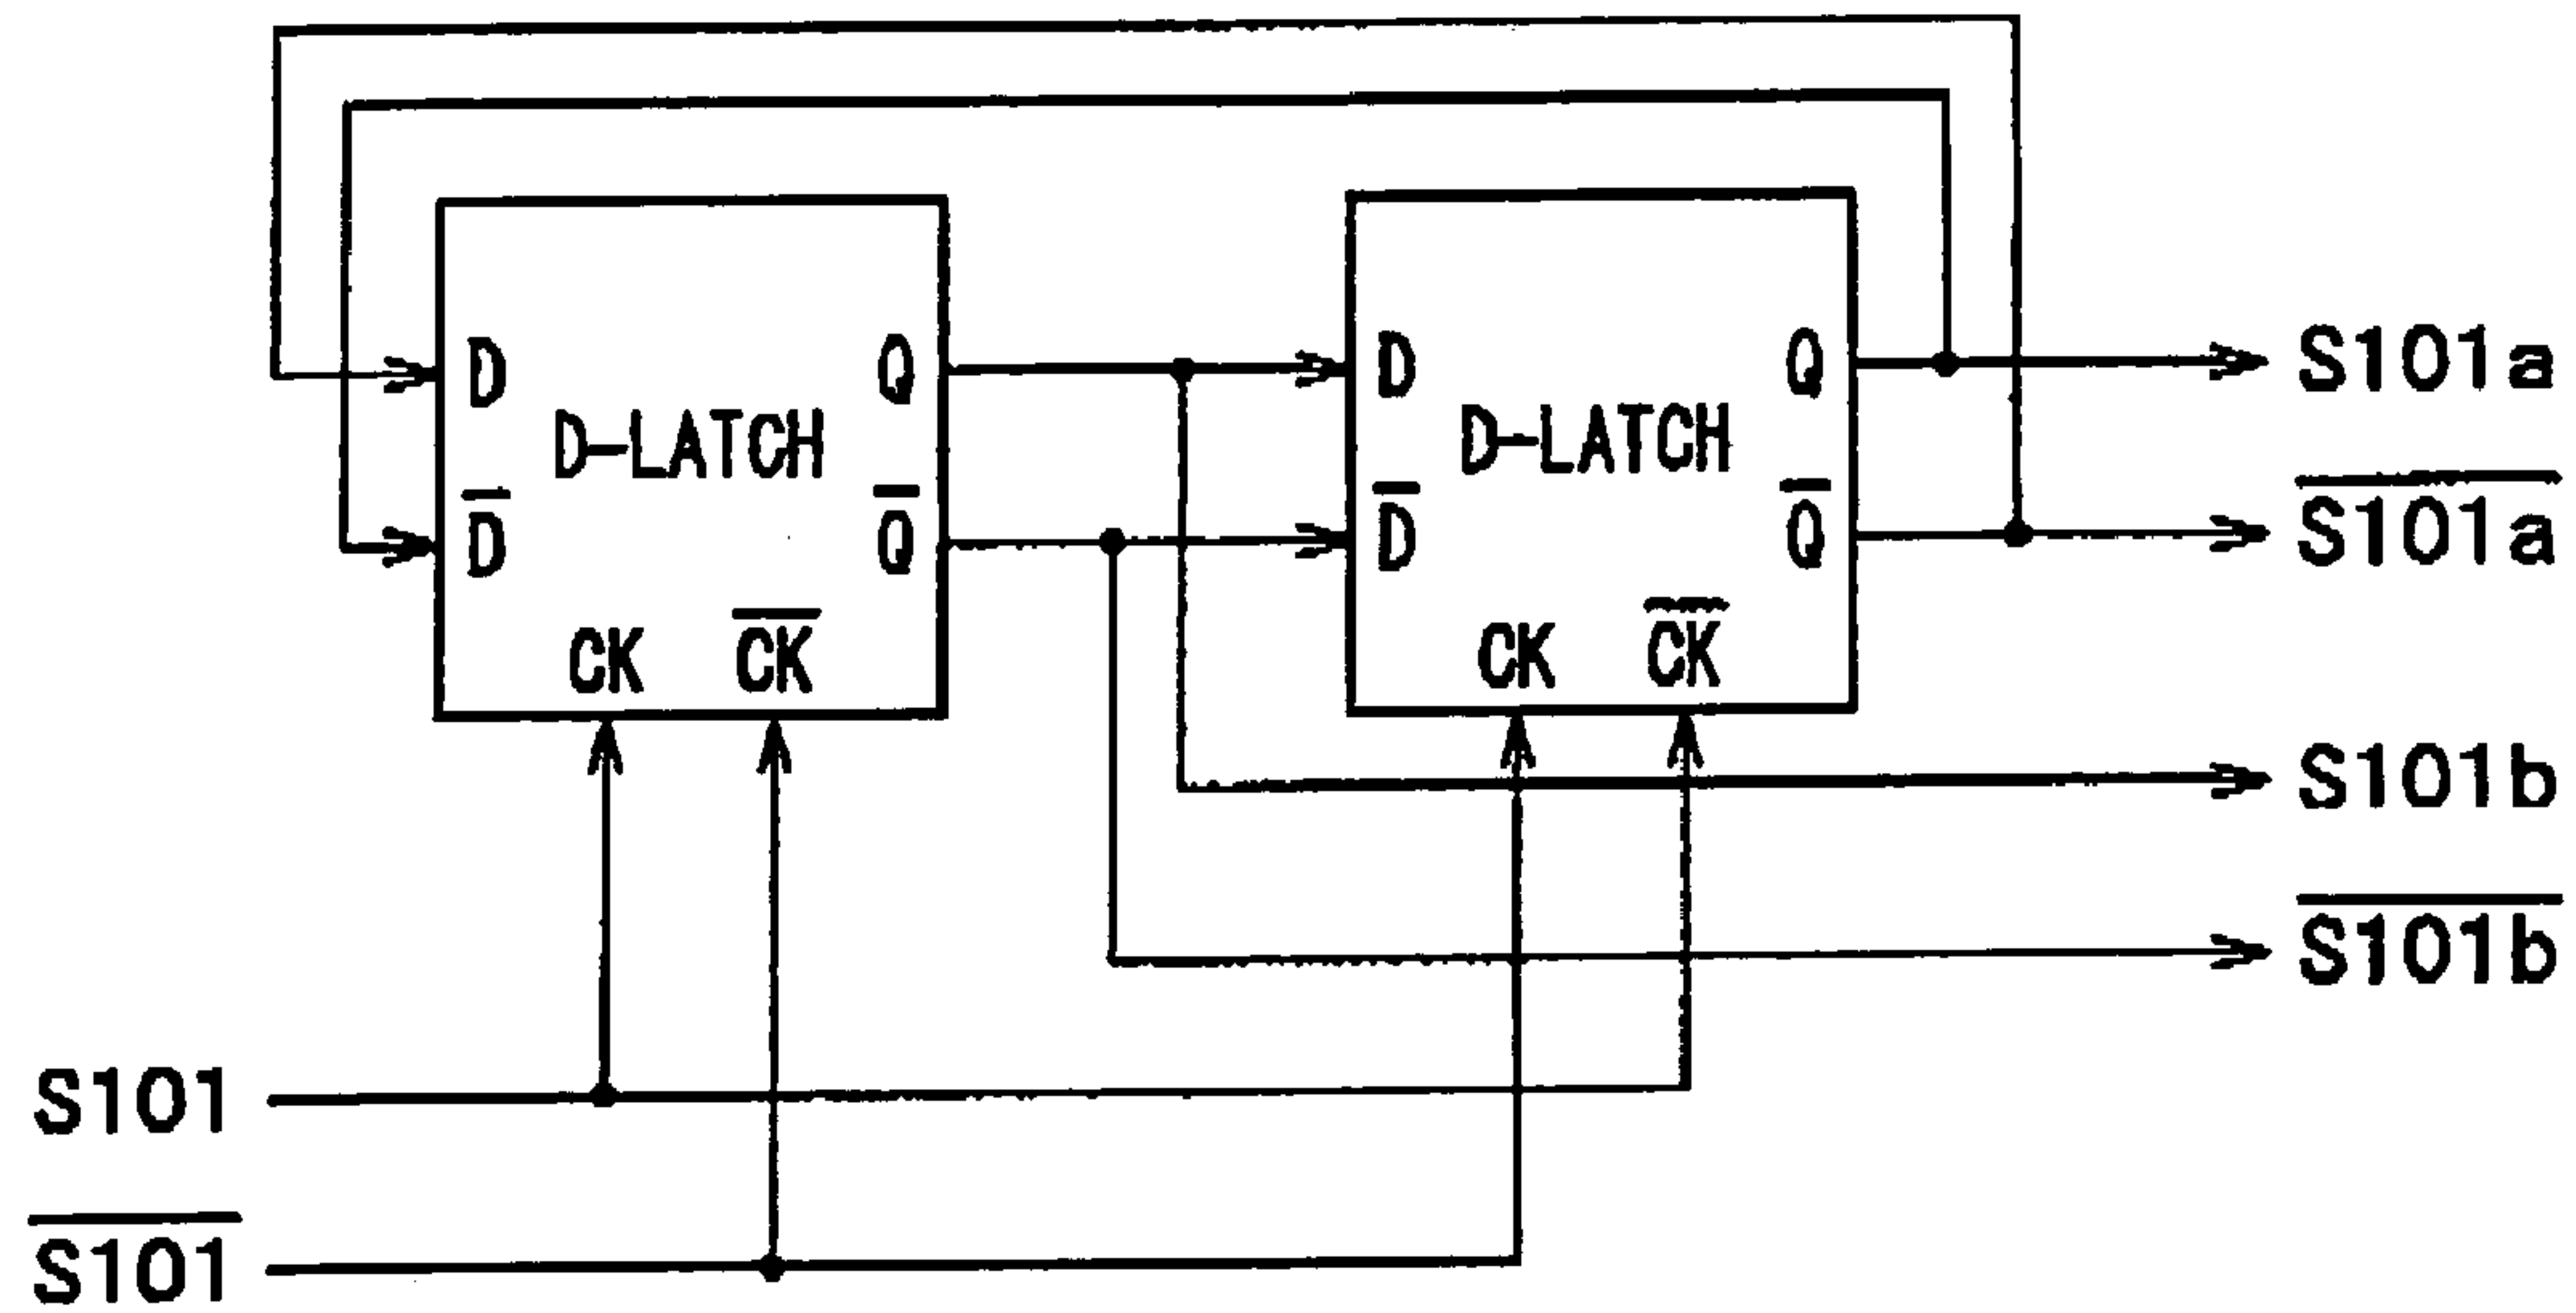 D Q D Q S101a
D-LATCH D-LATCH
D̅ Q̅ D̅ Q̅ S̅1̅0̅1̅a̅
CK C̅K̅ CK C̅K̅
S101b
S̅1̅0̅1̅b̅
S101
S̅1̅0̅1̅